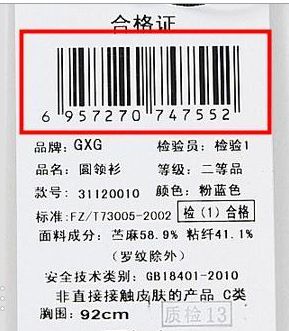 合格证
6 957270 747552
品牌: GXG 检验员: 检验1
品名: 圆领衫 等级: 二等品
款号: 31120010 颜色: 粉蓝色
标准:FZ/T73005-2002 检(1)合格
面料成分: 苎麻58.9% 粘纤41.1%
(罗纹除外)
安全技术类别: GB18401-2010
非直接接触皮肤的产品 C类
胸围: 92cm 质检13